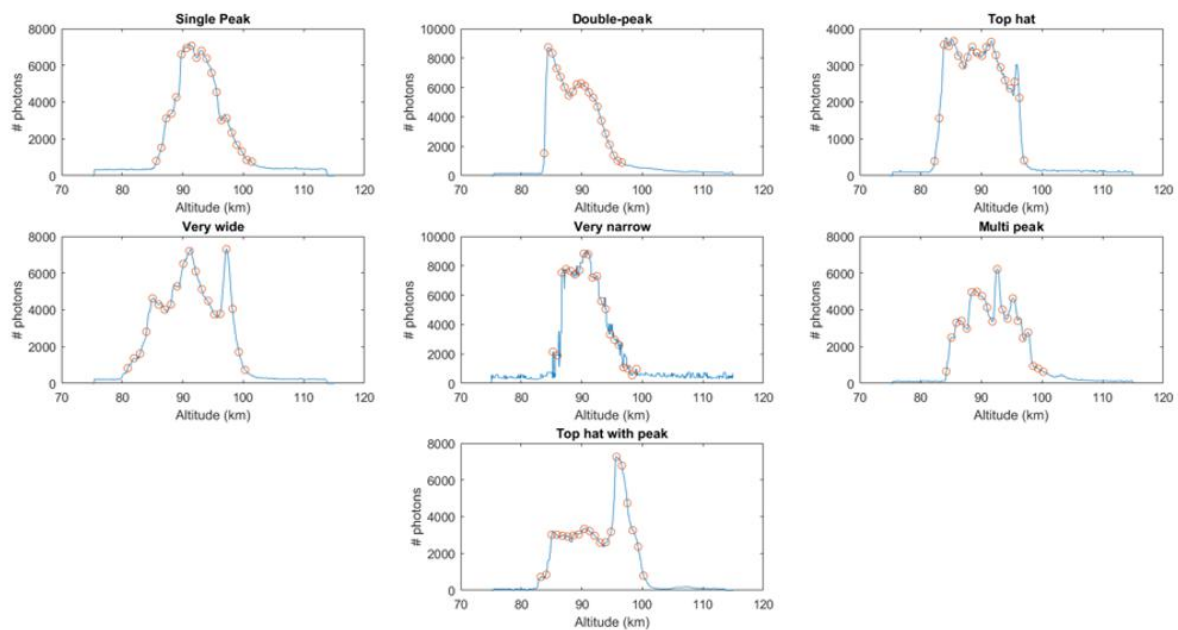 Single Peak
8000
6000
4000
2000
0
# photons
70 80 90 100 110 120
Altitude (km)
Double-peak
10000
8000
6000
4000
2000
0
# photons
70 80 90 100 110 120
Altitude (km)
Top hat
4000
3000
2000
1000
0
# photons
70 80 90 100 110 120
Altitude (km)
Very wide
8000
6000
4000
2000
0
# photons
70 80 90 100 110 120
Altitude (km)
Very narrow
10000
8000
6000
4000
2000
0
# photons
70 80 90 100 110 120
Altitude (km)
Multi peak
8000
6000
4000
2000
0
# photons
70 80 90 100 110 120
Altitude (km)
Top hat with peak
8000
6000
4000
2000
0
# photons
70 80 90 100 110 120
Altitude (km)